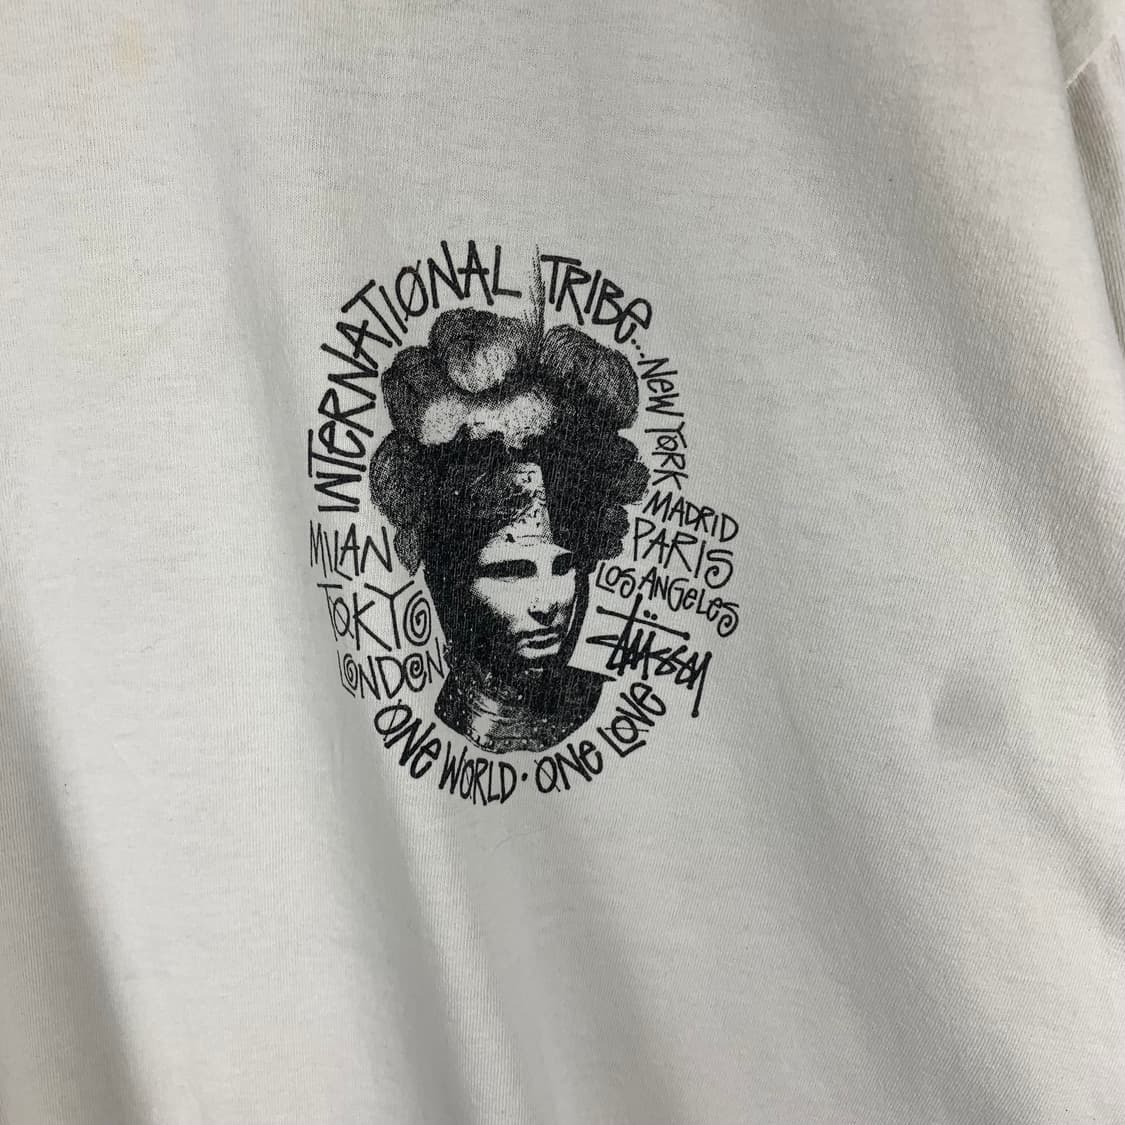 INTERNATIONAL TRIBE...
NEW YORK
MADRID
PARIS
LOS ANGELES
Stüssy
MILAN
TOKYO
LONDON
ONE WORLD · ONE LOVE